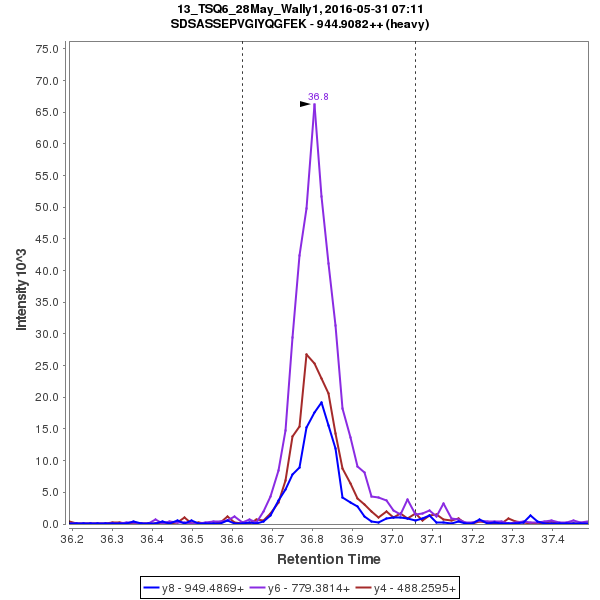 13_TSQ6_28May_Wally1, 2016-05-31 07:11
SDSASSEPVGIYQGFEK - 944.9082++ (heavy)
75.0
70.0
65.0
60.0
55.0
50.0
45.0
40.0
35.0
30.0
25.0
20.0
15.0
10.0
5.0
0.0
Intensity 10^3
36.8
36.2 36.3 36.4 36.5 36.6 36.7 36.8 36.9 37.0 37.1 37.2 37.3 37.4
Retention Time
y8 - 949.4869+ y6 - 779.3814+ y4 - 488.2595+